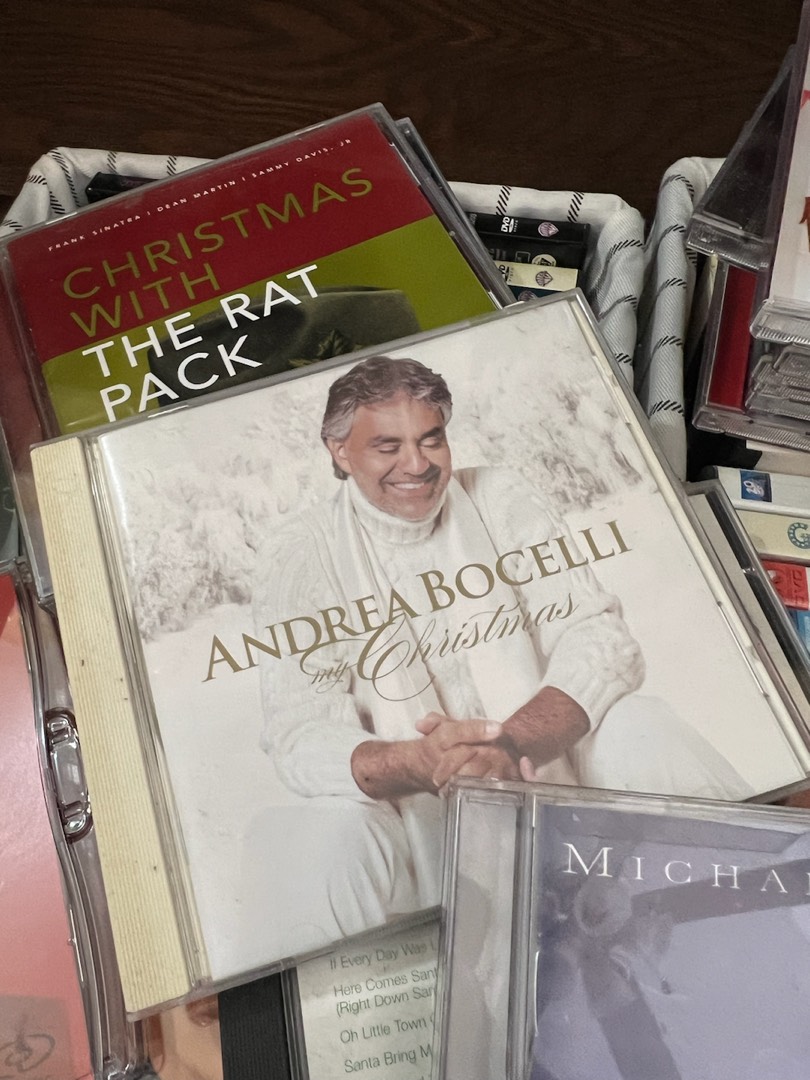 FRANK SINATRA | DEAN MARTIN | SAMMY DAVIS, JR
CHRISTMAS
WITH
THE RAT
PACK
DVD
ANDREA BOCELLI
my Christmas
MICHA
If Every Day Was L
Here Comes Sant
(Right Down San
Oh Little Town
Santa Bring M